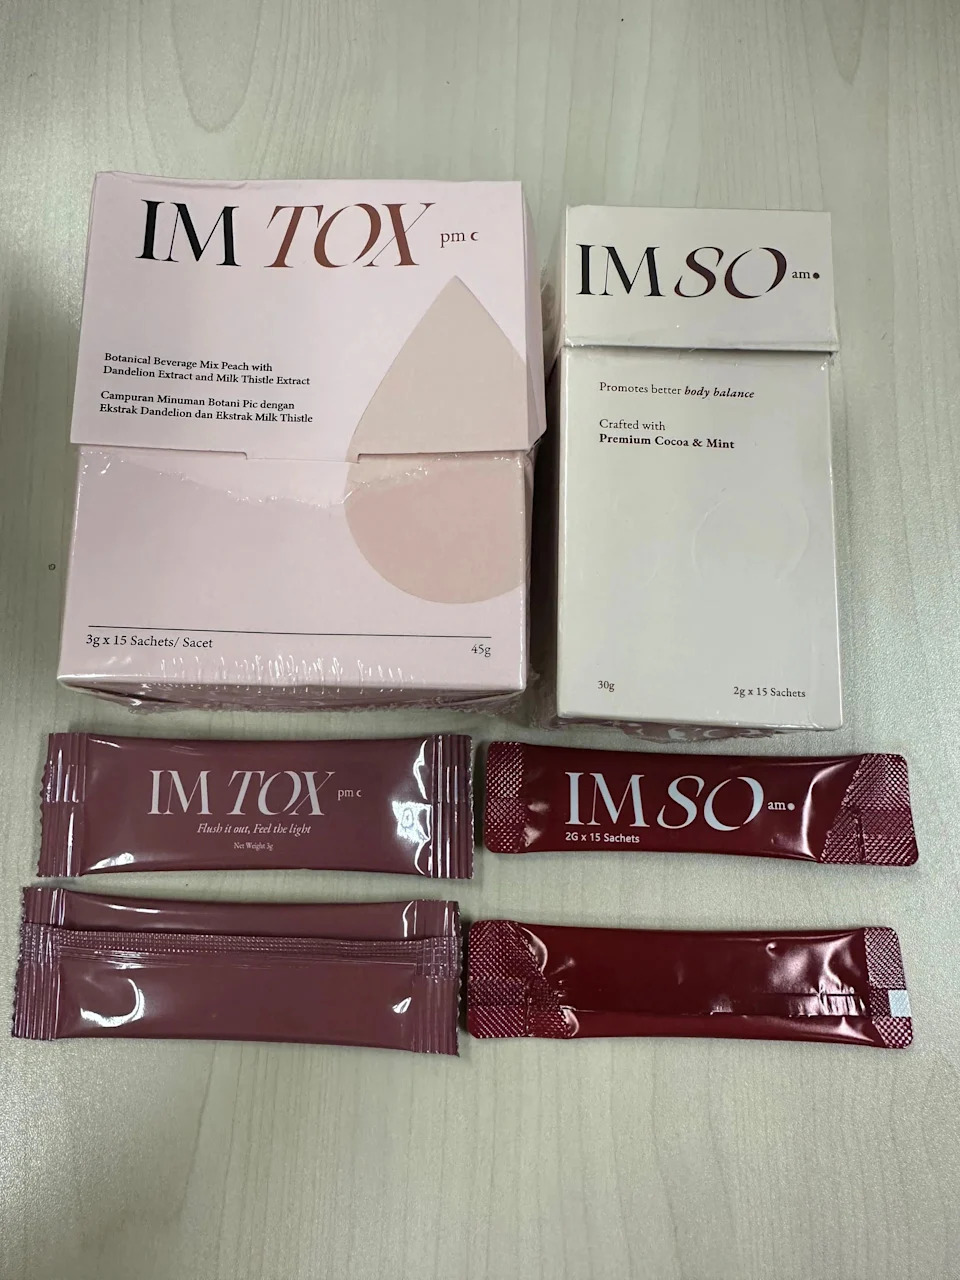 IM TOX pm
Botanical Beverage Mix Peach with
Dandelion Extract and Milk Thistle Extract
Campuran Minuman Botani Pic dengan
Ekstrak Dandelion dan Ekstrak Milk Thistle
3g x 15 Sachets/ Sacet
45g
IM SO am
Promotes better body balance
Crafted with
Premium Cocoa & Mint
30g
2g x 15 Sachets
IM TOX pm
Flush it out, Feel the light
Net Weight 3g
IM SO am
2G x 15 Sachets